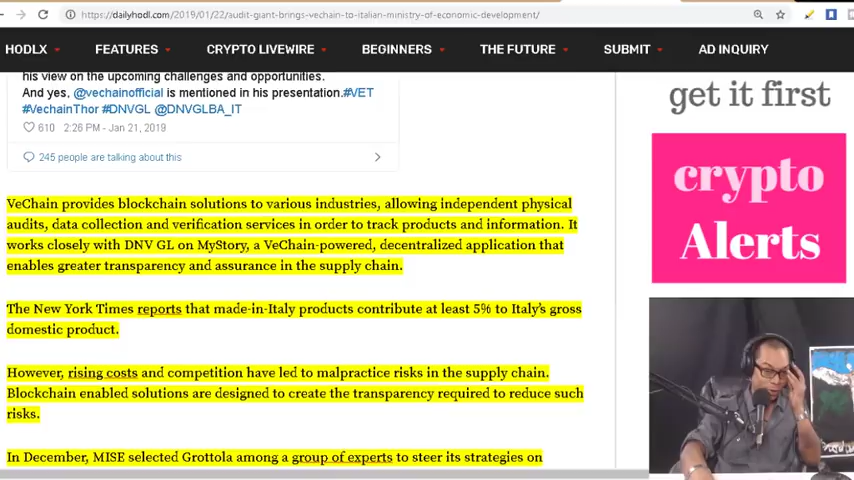 https://dailyhodl.com/2019/01/22/audit-giant-brings-vechain-to-italian-ministry-of-economic-development/
HODLX FEATURES CRYPTO LIVEWIRE BEGINNERS THE FUTURE SUBMIT AD INQUIRY
his view on the upcoming challenges and opportunities.
And yes, @vechainofficial is mentioned in his presentation.#VET
#VechainThor #DNVGL @DNVGLBA_IT
610 2:26 PM - Jan 21, 2019
245 people are talking about this
VeChain provides blockchain solutions to various industries, allowing independent physical
audits, data collection and verification services in order to track products and information. It
works closely with DNV GL on MyStory, a VeChain-powered, decentralized application that
enables greater transparency and assurance in the supply chain.
The New York Times reports that made-in-Italy products contribute at least 5% to Italy's gross
domestic product.
However, rising costs and competition have led to malpractice risks in the supply chain.
Blockchain enabled solutions are designed to create the transparency required to reduce such
risks.
In December, MISE selected Grottola among a group of experts to steer its strategies on
get it first
crypto
Alerts